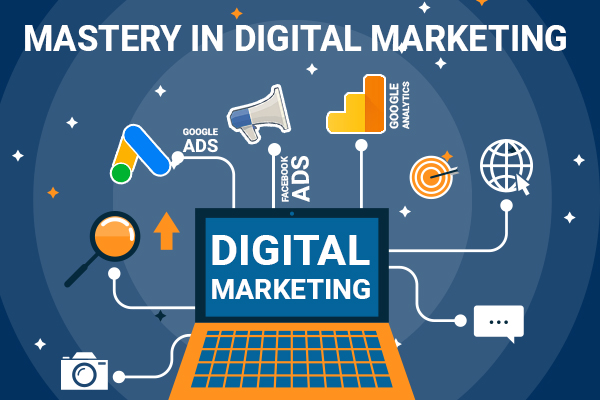 MASTERY IN DIGITAL MARKETING
GOOGLE
ADS
FACEBOOK
ADS
GOOGLE
ANALYTICS
DIGITAL
MARKETING